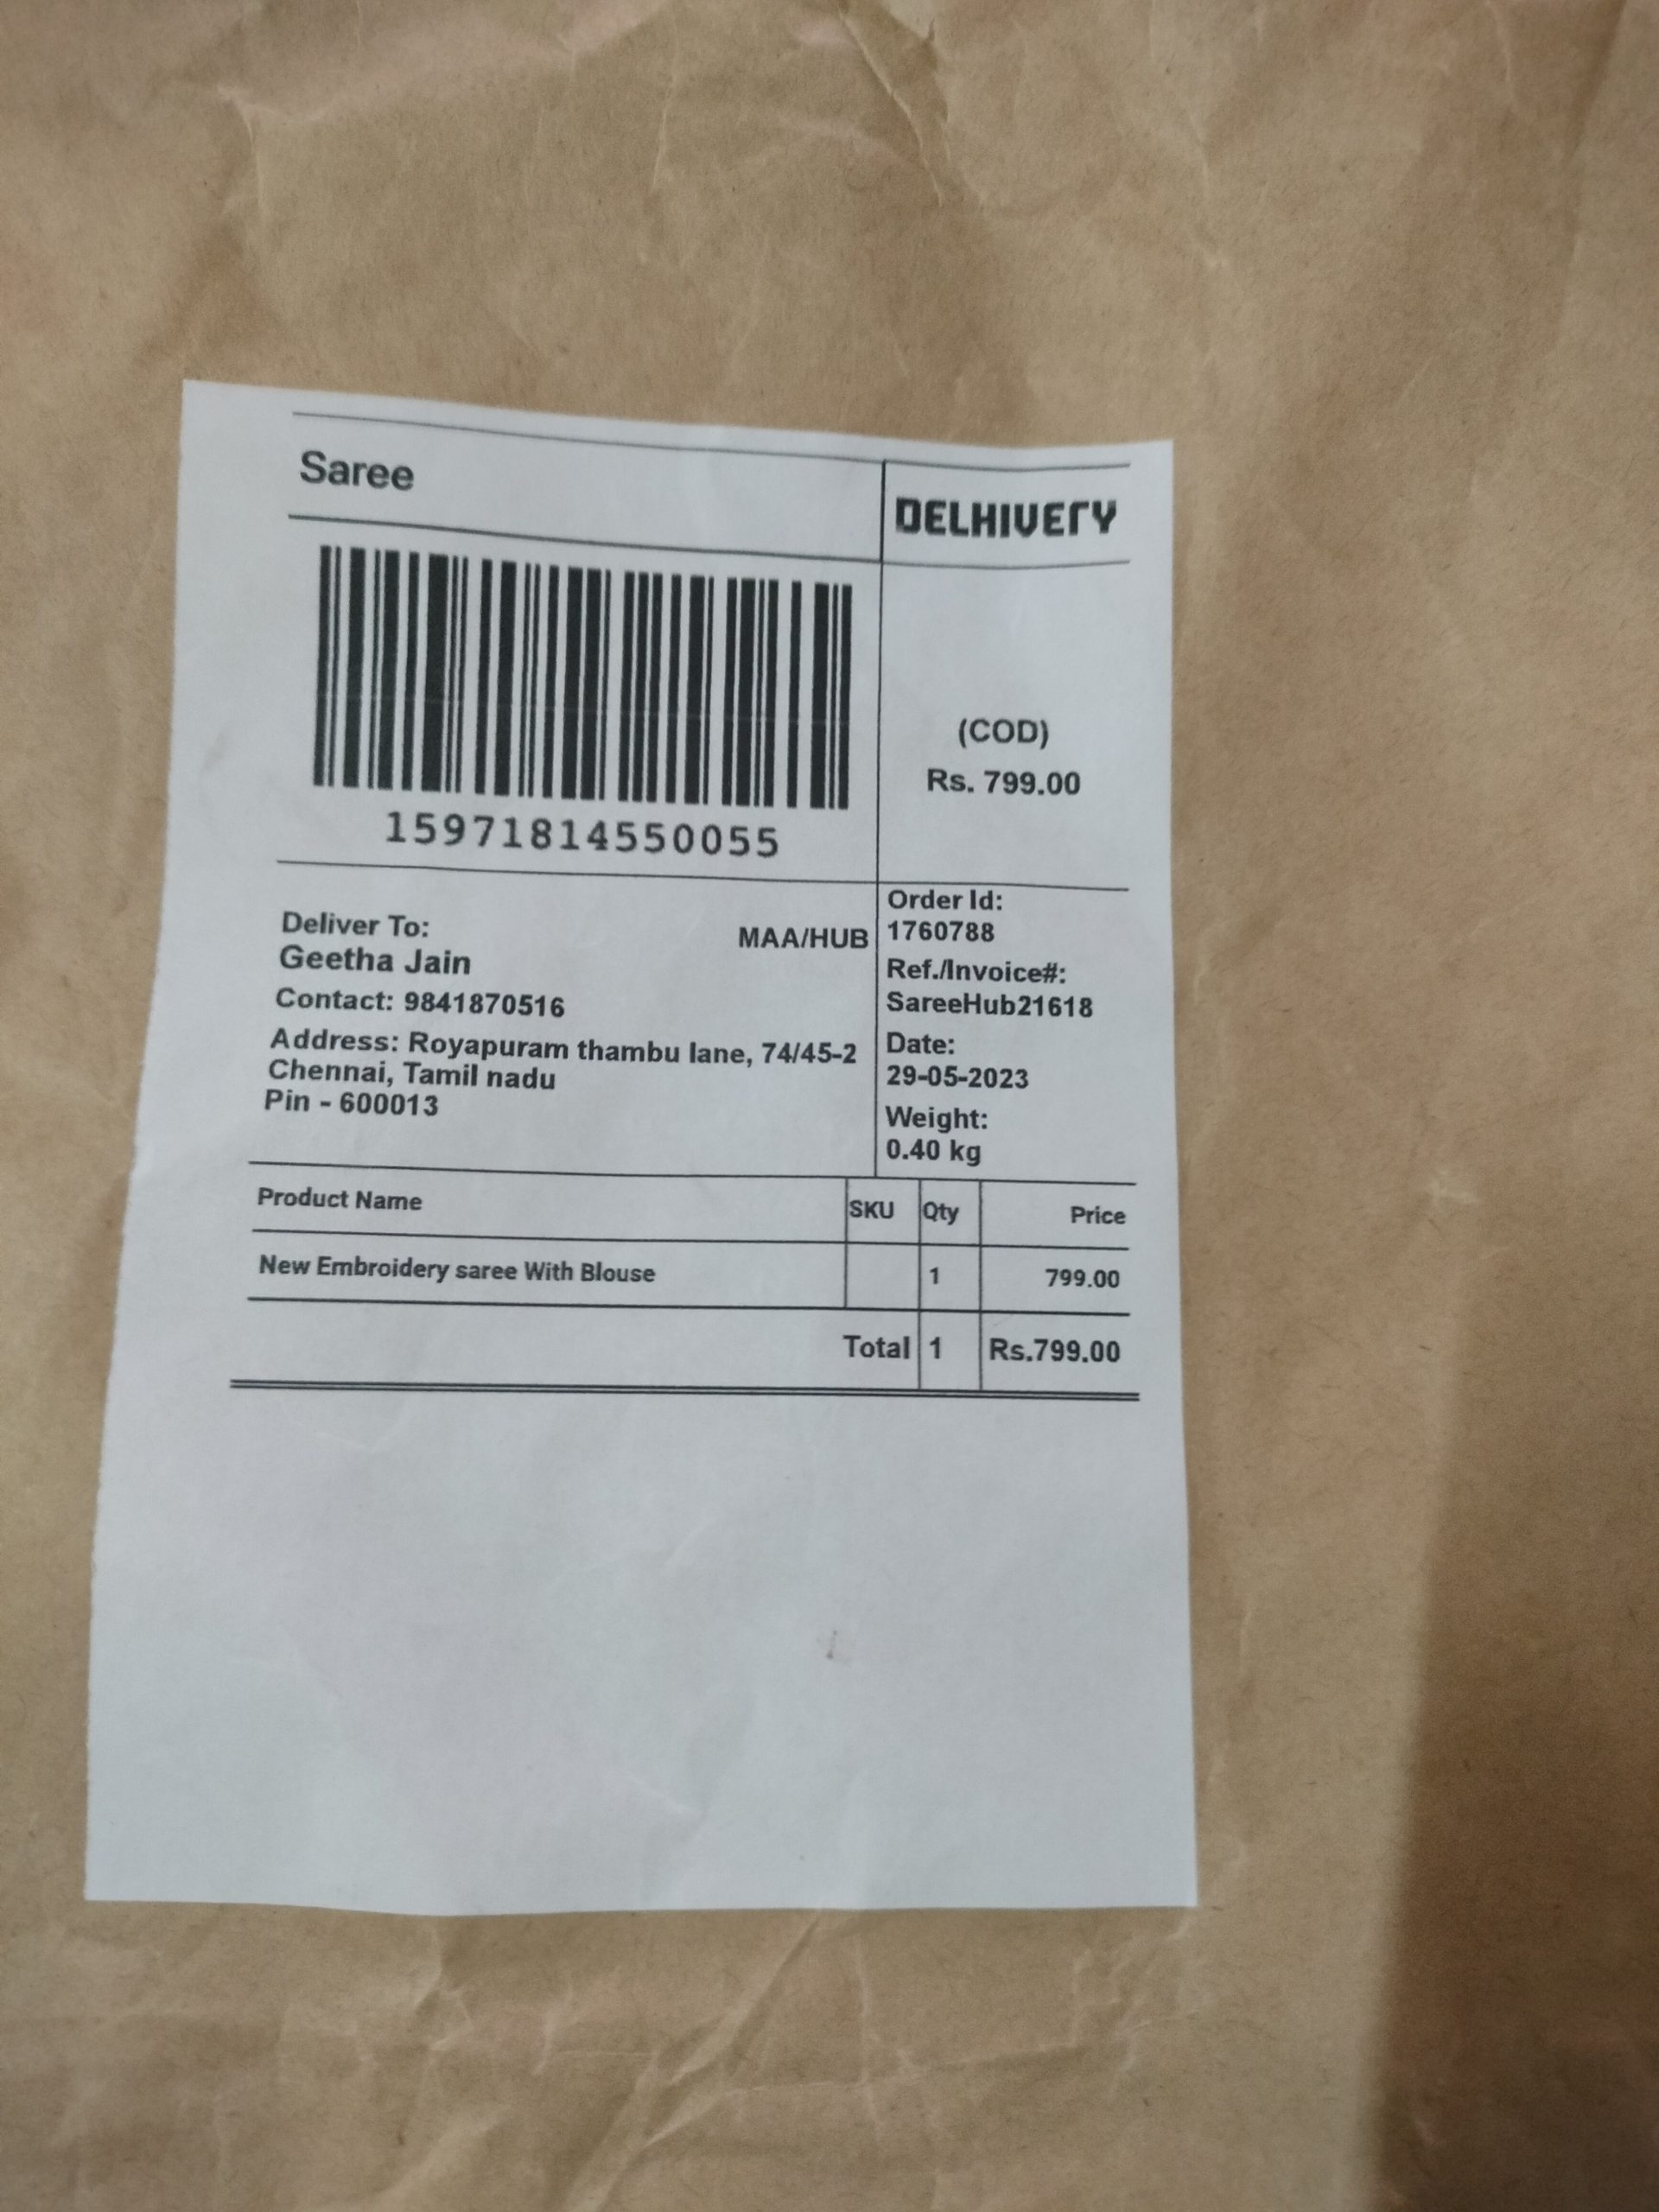 Saree
DELHIVERY
(COD)
Rs. 799.00
15971814550055
Deliver To:
MAA/HUB
Geetha Jain
Contact: 9841870516
Address: Royapuram thambu lane, 74/45-2
Chennai, Tamil nadu
Pin - 600013
Order Id:
1760788
Ref./Invoice#:
SareeHub21618
Date:
29-05-2023
Weight:
0.40 kg
Product Name SKU Qty Price
New Embroidery saree With Blouse 1 799.00
Total 1 Rs.799.00